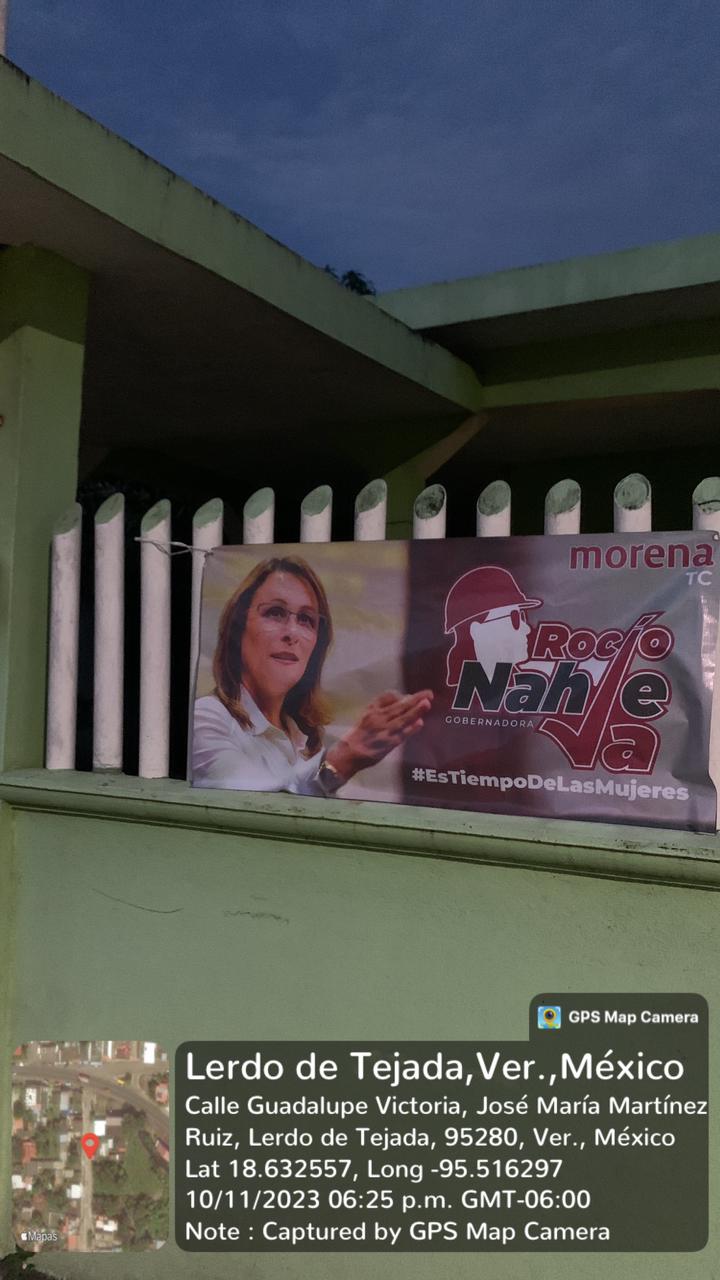 morena
TC
Rocío
Nahle
GOBERNADORA
Ya
#EsTiempoDeLasMujeres
GPS Map Camera
Lerdo de Tejada,Ver.,México
Calle Guadalupe Victoria, José María Martínez
Ruiz, Lerdo de Tejada, 95280, Ver., México
Lat 18.632557, Long -95.516297
10/11/2023 06:25 p.m. GMT-06:00
Note : Captured by GPS Map Camera
Mapas